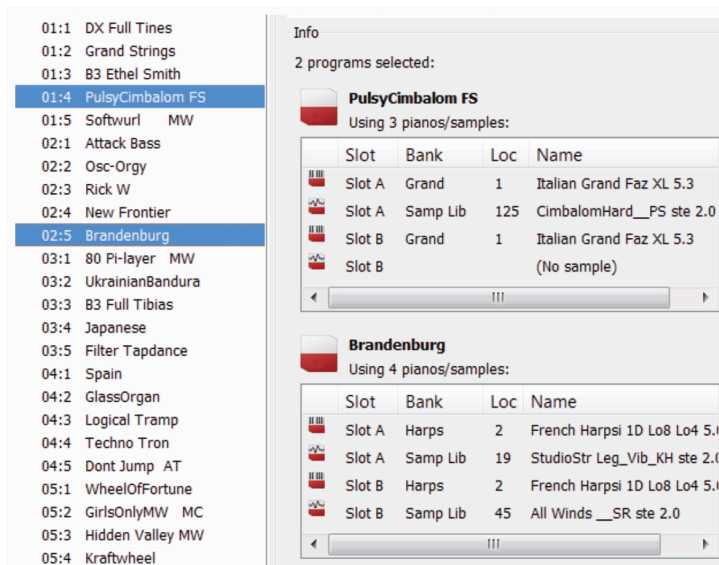 01:1 DX Full Tines
01:2 Grand Strings
01:3 B3 Ethel Smith
01:4 PulsyCimbalom FS
01:5 Softwurl MW
02:1 Attack Bass
02:2 Osc-Orgy
02:3 Rick W
02:4 New Frontier
02:5 Brandenburg
03:1 80 Pi-layer MW
03:2 UkrainianBandura
03:3 B3 Full Tibias
03:4 Japanese
03:5 Filter Tapdance
04:1 Spain
04:2 GlassOrgan
04:3 Logical Tramp
04:4 Techno Tron
04:5 Dont Jump AT
05:1 WheelOfFortune
05:2 GirlsOnlyMW MC
05:3 Hidden Valley MW
05:4 Kraftwheel
Info
2 programs selected:
PulsyCimbalom FS
Using 3 pianos/samples:
Slot Bank Loc Name
Slot A Grand 1 Italian Grand Faz XL 5.3
Slot A Samp Lib 125 CimbalomHard__PS ste 2.0
Slot B Grand 1 Italian Grand Faz XL 5.3
Slot B (No sample)
Brandenburg
Using 4 pianos/samples:
Slot Bank Loc Name
Slot A Harps 2 French Harpsi 1D Lo8 Lo4 5.0
Slot A Samp Lib 19 StudioStr Leg_Vib_KH ste 2.0
Slot B Harps 2 French Harpsi 1D Lo8 Lo4 5.0
Slot B Samp Lib 45 All Winds __SR ste 2.0